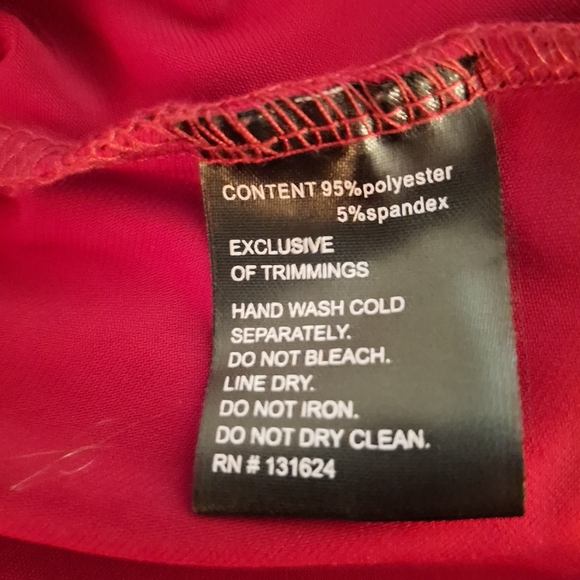 CONTENT 95%polyester
5%spandex
EXCLUSIVE
OF TRIMMINGS
HAND WASH COLD
SEPARATELY.
DO NOT BLEACH.
LINE DRY.
DO NOT IRON.
DO NOT DRY CLEAN.
RN # 131624